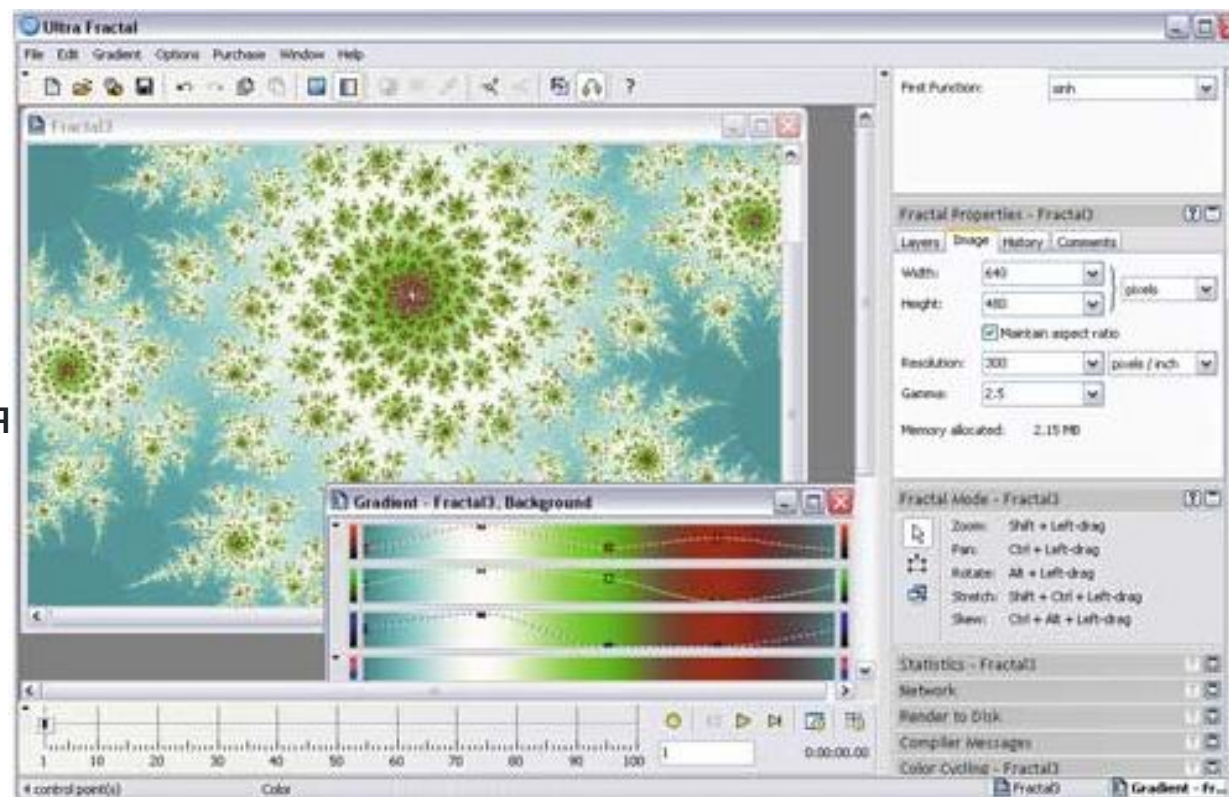 Ultra Fractal
File Edit Gradient Options Purchase Window Help
Fractal3
First Function: sinh
Fractal Properties - Fractal3
Layers Image History Comments
Width: 640
pixels
Height: 480
Maintain aspect ratio
Resolution: 300 pixels / inch
Gamma: 2.5
Memory allocated: 2.15 MB
я
Gradient - Fractal3, Background
Fractal Mode - Fractal3
Zoom: Shift + Left-drag
Pan: Ctrl + Left-drag
Rotate: Alt + Left-drag
Stretch: Shift + Ctrl + Left-drag
Skew: Ctrl + Alt + Left-drag
Statistics - Fractal3
Network
Render to Disk
Compiler Messages
Color Cycling - Fractal3
1 10 20 30 40 50 60 70 80 90 100
1
0:00:00.00
4 control point(s) Color
Fractal3 Gradient - Fr...